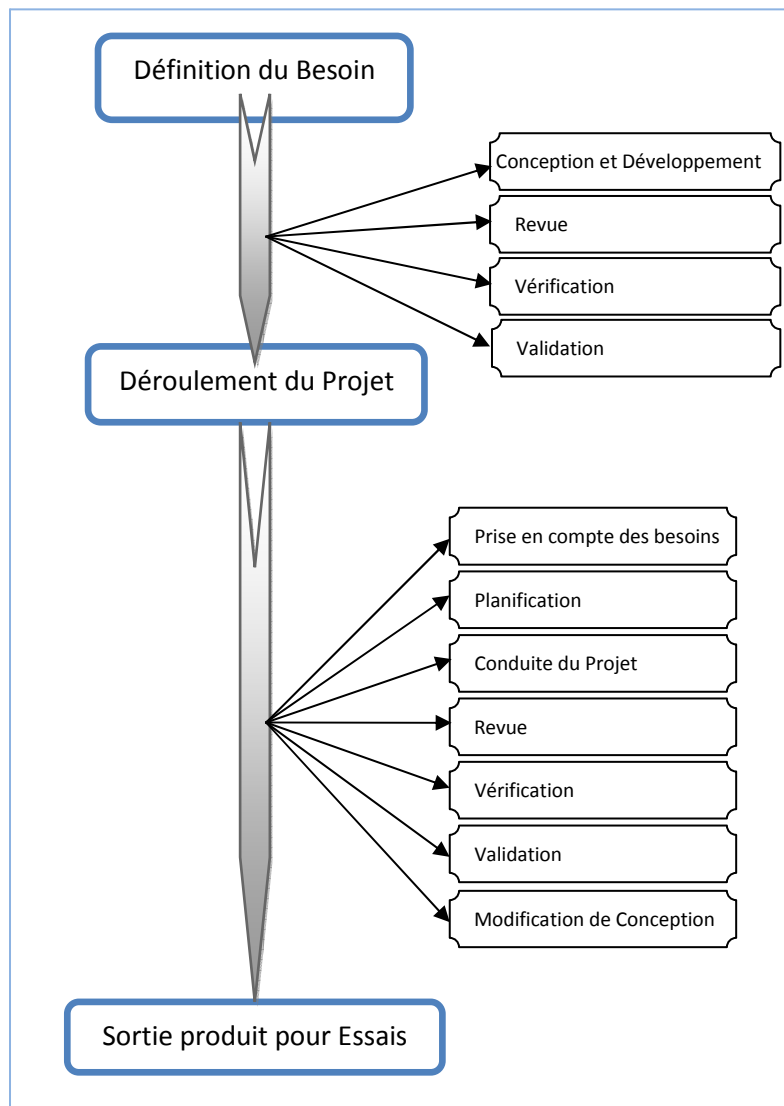 Définition du Besoin
Conception et Développement
Revue
Vérification
Validation
Déroulement du Projet
Prise en compte des besoins
Planification
Conduite du Projet
Revue
Vérification
Validation
Modification de Conception
Sortie produit pour Essais